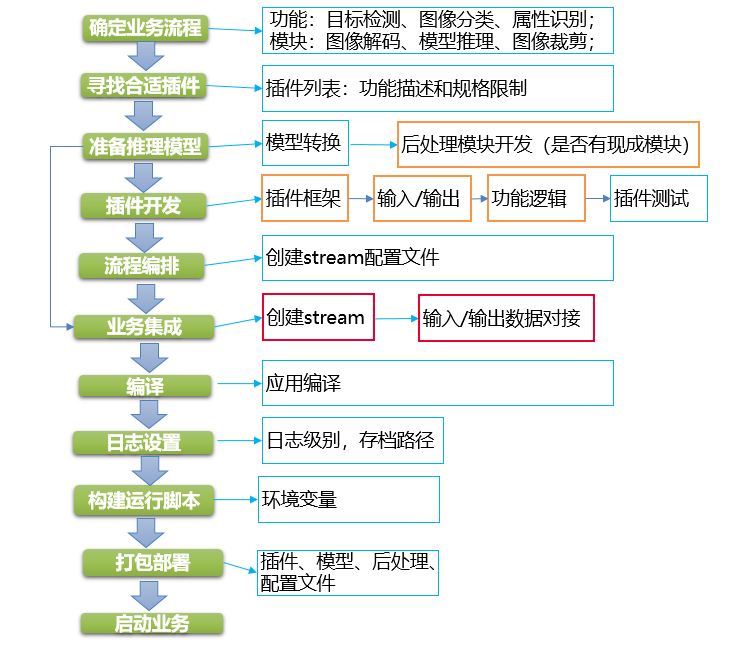 确定业务流程
功能：目标检测、图像分类、属性识别；
模块：图像解码、模型推理、图像裁剪；
寻找合适插件
插件列表：功能描述和规格限制
准备推理模型
模型转换
后处理模块开发（是否有现成模块）
插件开发
插件框架
输入/输出
功能逻辑
插件测试
流程编排
创建stream配置文件
业务集成
创建stream
输入/输出数据对接
编译
应用编译
日志设置
日志级别，存档路径
构建运行脚本
环境变量
打包部署
插件、模型、后处理、
配置文件
启动业务